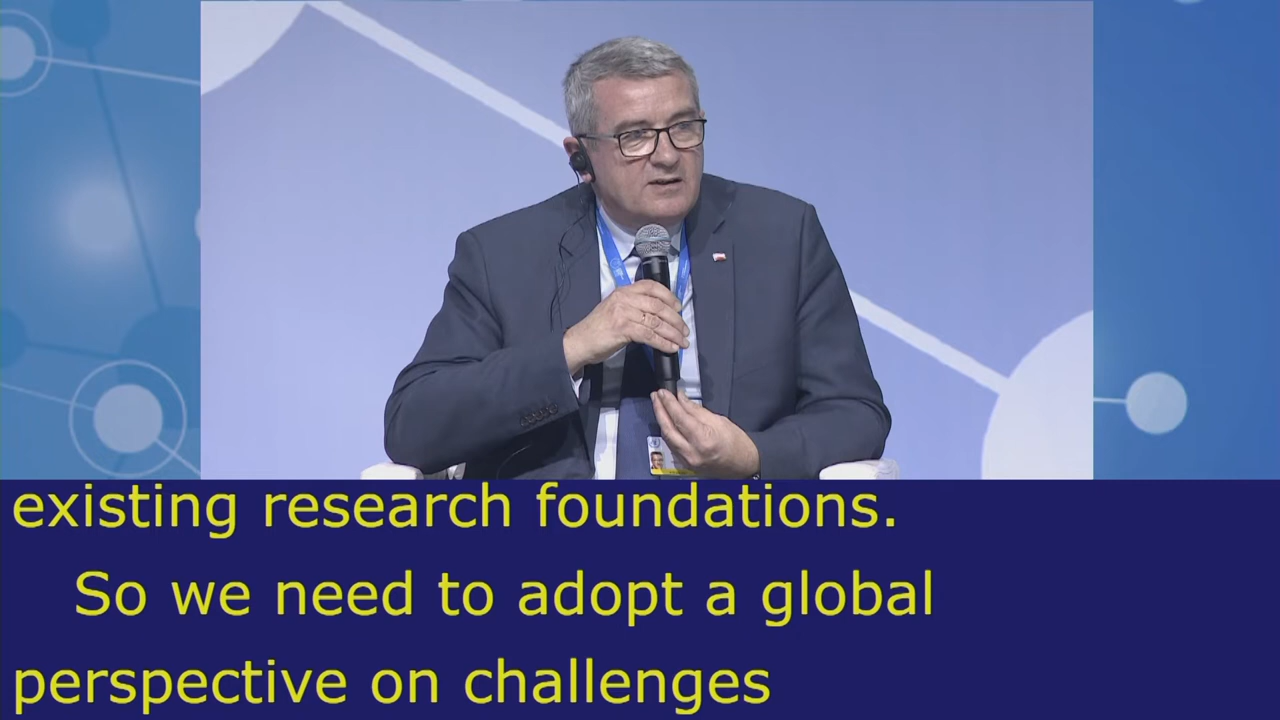 existing research foundations.
So we need to adopt a global
perspective on challenges